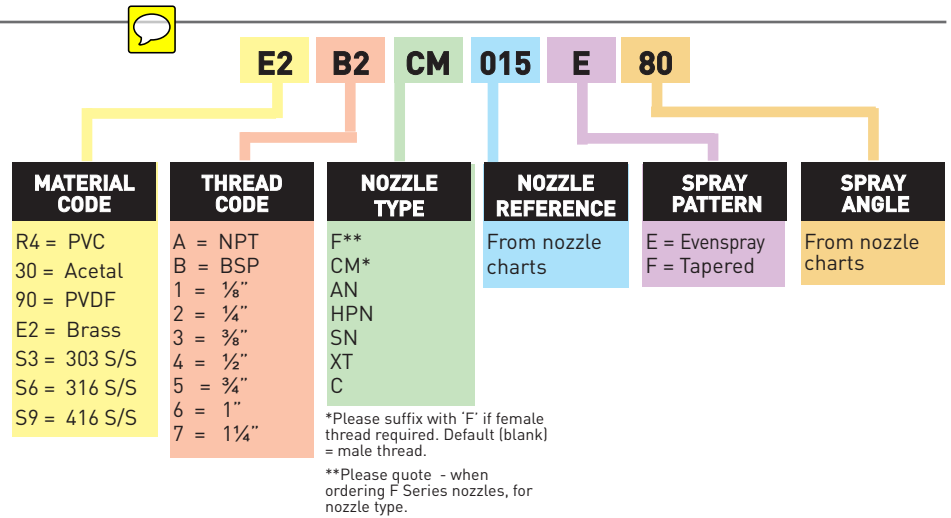 E2 B2 CM 015 E 80
MATERIAL
CODE
R4 = PVC
30 = Acetal
90 = PVDF
E2 = Brass
S3 = 303 S/S
S6 = 316 S/S
S9 = 416 S/S
THREAD
CODE
A = NPT
B = BSP
1 = ⅛”
2 = ¼”
3 = ⅜”
4 = ½”
5 = ¾”
6 = 1”
7 = 1¼”
NOZZLE
TYPE
F**
CM*
AN
HPN
SN
XT
C
*Please suffix with ‘F’ if female
thread required. Default (blank)
= male thread.
**Please quote - when
ordering F Series nozzles, for
nozzle type.
NOZZLE
REFERENCE
From nozzle
charts
SPRAY
PATTERN
E = Evenspray
F = Tapered
SPRAY
ANGLE
From nozzle
charts